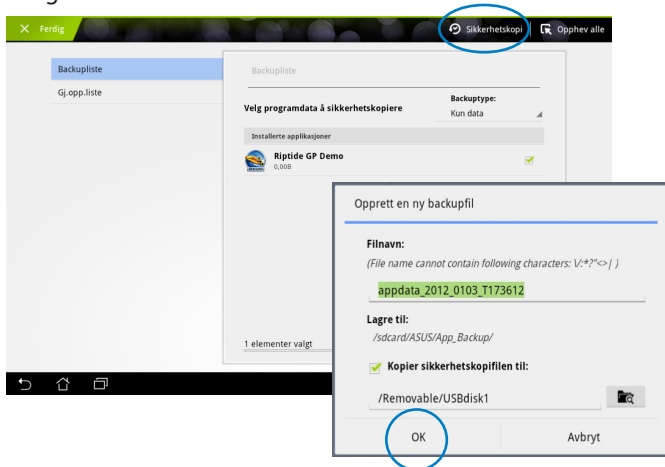 Ferdig
Sikkerhetskopi
Opphev alle
Backupliste
Gj.opp.liste
Backupliste
Velg programdata å sikkerhetskopiere
Backuptype:
Kun data
Installerte applikasjoner
Riptide GP Demo
0,00B
1 elementer valgt
Opprett en ny backupfil
Filnavn:
(File name cannot contain following characters: \/:*?"<>| )
appdata_2012_0103_T173612
Lagre til:
/sdcard/ASUS/App_Backup/
Kopier sikkerhetskopifilen til:
/Removable/USBdisk1
OK
Avbryt